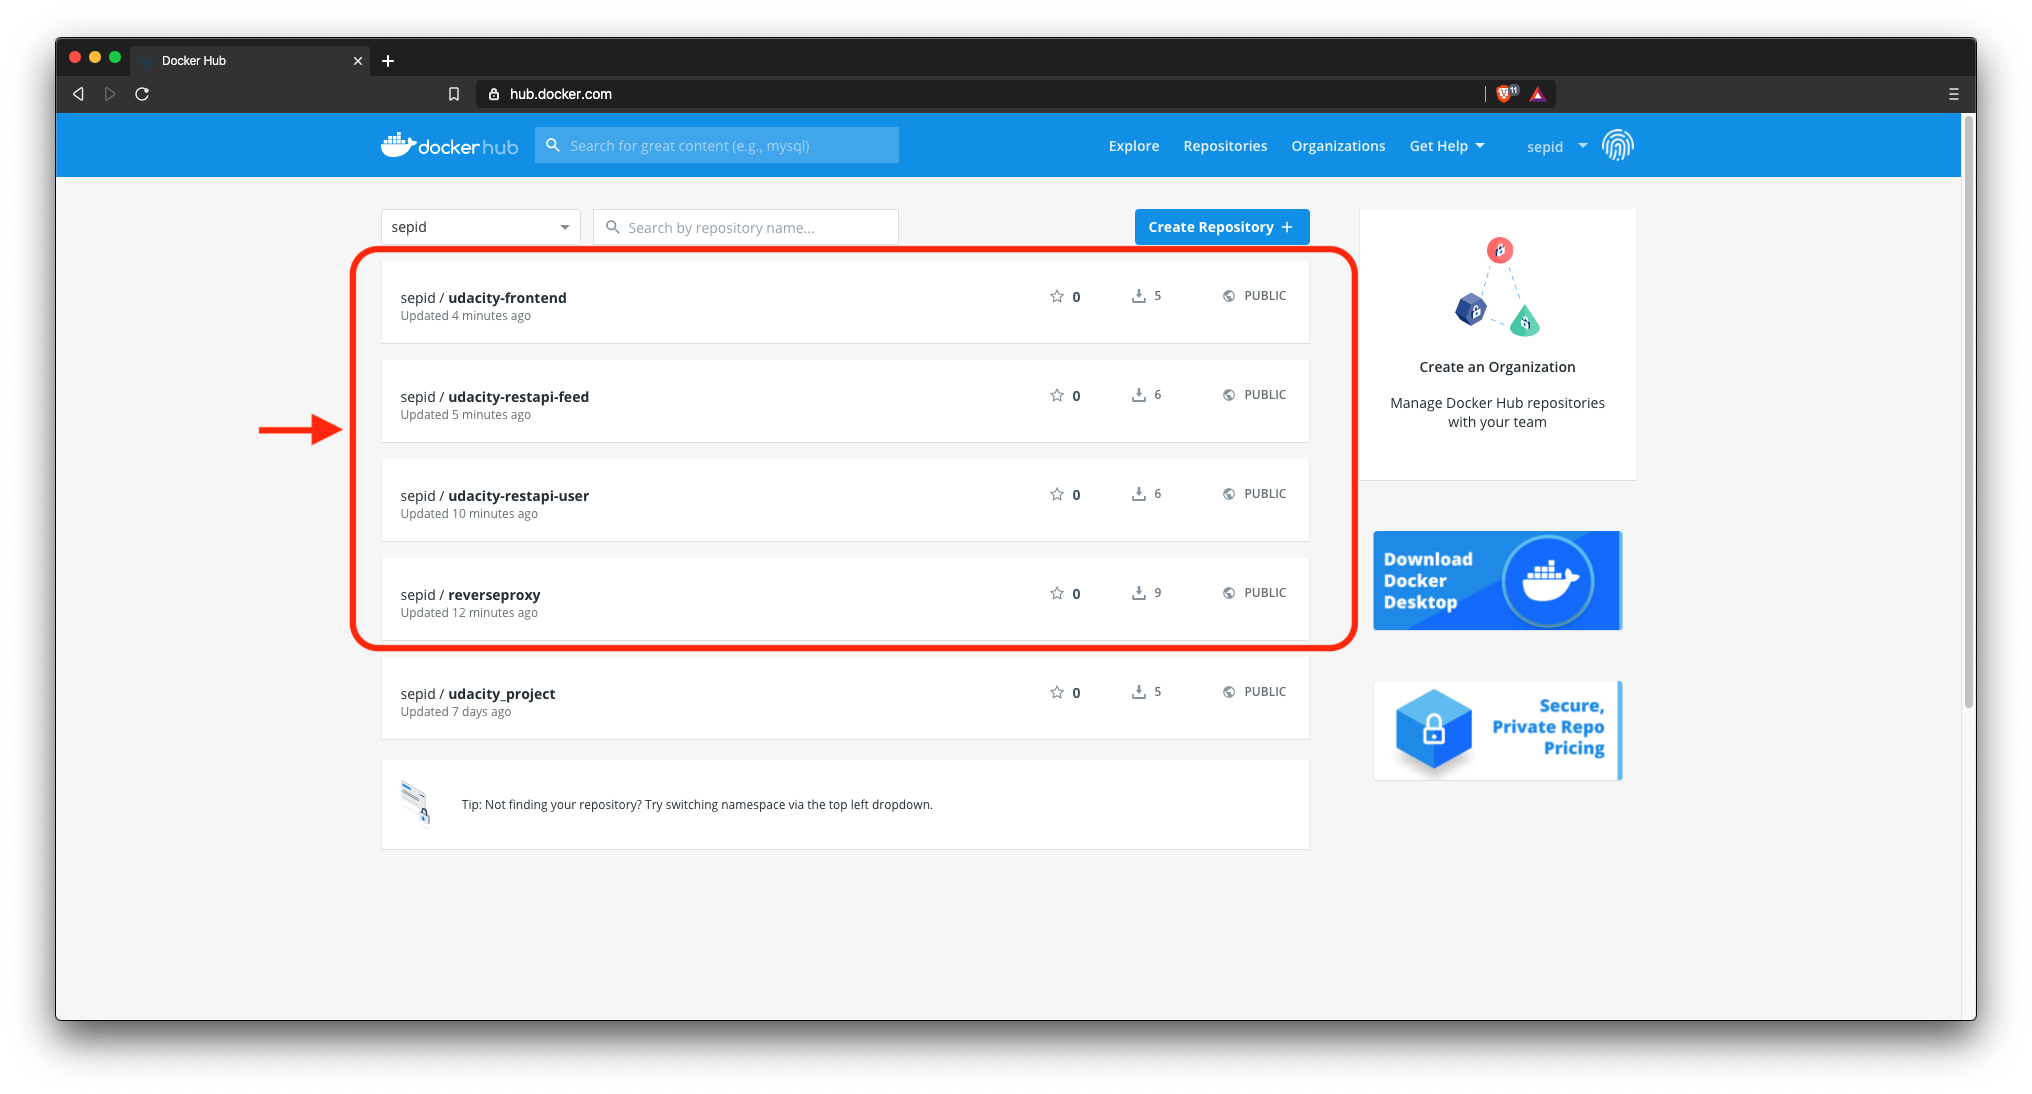 Docker Hub
hub.docker.com
11
docker hub
Search for great content (e.g., mysql)
Explore
Repositories
Organizations
Get Help
sepid
sepid
Search by repository name...
Create Repository +
sepid / udacity-frontend
Updated 4 minutes ago
0
5
PUBLIC
sepid / udacity-restapi-feed
Updated 5 minutes ago
0
6
PUBLIC
sepid / udacity-restapi-user
Updated 10 minutes ago
0
6
PUBLIC
sepid / reverseproxy
Updated 12 minutes ago
0
9
PUBLIC
sepid / udacity_project
Updated 7 days ago
0
5
PUBLIC
Tip: Not finding your repository? Try switching namespace via the top left dropdown.
Create an Organization
Manage Docker Hub repositories
with your team
Download
Docker
Desktop
Secure,
Private Repo
Pricing